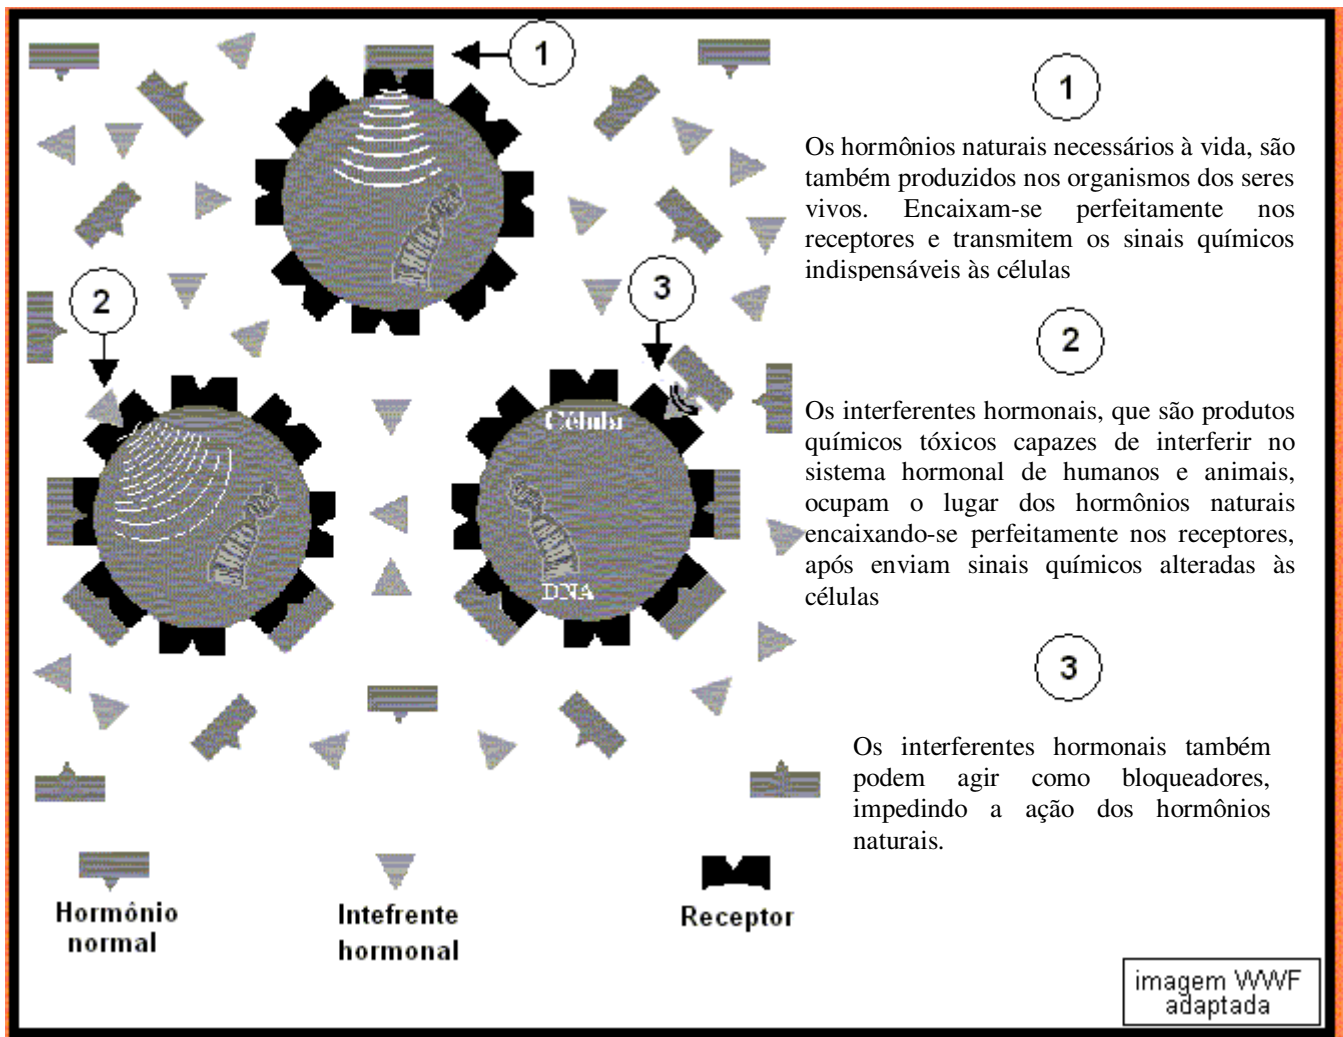 1
1
Os hormônios naturais necessários à vida, são
também produzidos nos organismos dos seres
vivos. Encaixam-se perfeitamente nos
receptores e transmitem os sinais químicos
indispensáveis às células
2
3
2
Os interferentes hormonais, que são produtos
químicos tóxicos capazes de interferir no
sistema hormonal de humanos e animais,
ocupam o lugar dos hormônios naturais
encaixando-se perfeitamente nos receptores,
após enviam sinais químicos alteradas às
células
Célula
DNA
3
Os interferentes hormonais também
podem agir como bloqueadores,
impedindo a ação dos hormônios
naturais.
Hormônio
normal
Intefrente
hormonal
Receptor
imagem WWF
adaptada